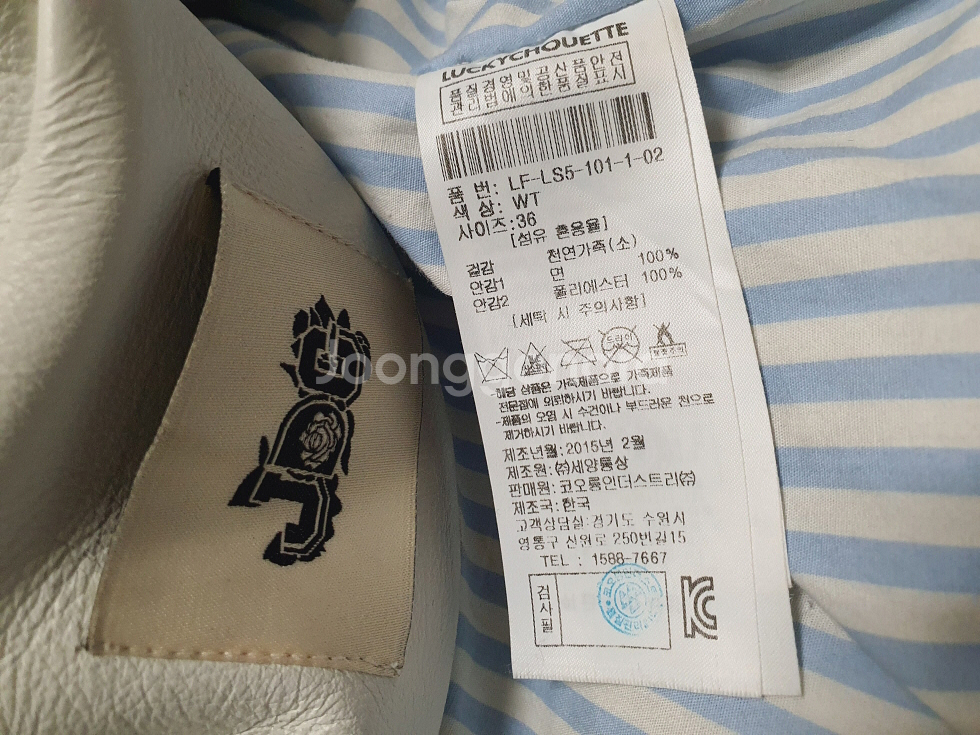 LUCKYCHOUETTE
품질경영및공산품안전
관리법에의한품질표시
품 번: LF-LS5-101-1-02
색 상: WT
사이즈:36
[섬유 혼용율]
겉감 천연가죽(소) 100%
안감1 면 100%
안감2 폴리에스터 100%
[세탁 시 주의사항]
드라이
-해당 상품은 가죽제품으로 가죽제품
전문점에 의뢰하시기 바랍니다.
-제품의 오염 시 수건이나 부드러운 천으로
제거하시기 바랍니다.
제조년월:2015년 2월
제조원:㈜세양통상
판매원:코오롱인더스트리㈜
제조국:한국
고객상담실:경기도 수원시
영통구 신원로 250번길15
TEL : 1588-7667
검사필
KC